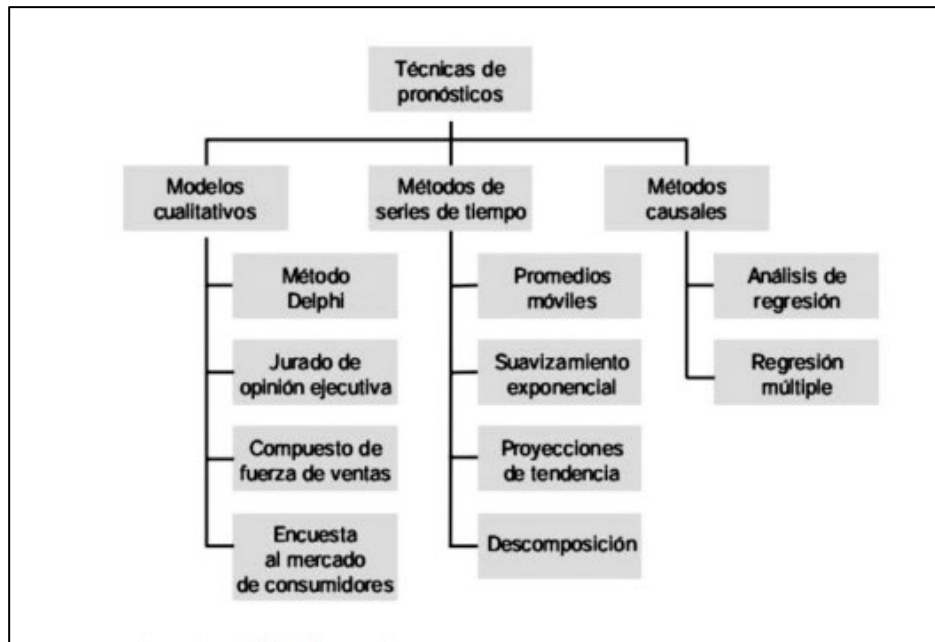 Técnicas de
pronósticos
Modelos
cualitativos
Métodos de
series de tiempo
Métodos
causales
Método
Delphi
Jurado de
opinión ejecutiva
Compuesto de
fuerza de ventas
Encuesta
al mercado
de consumidores
Promedios
móviles
Suavizamiento
exponencial
Proyecciones
de tendencia
Descomposición
Análisis de
regresión
Regresión
múltiple